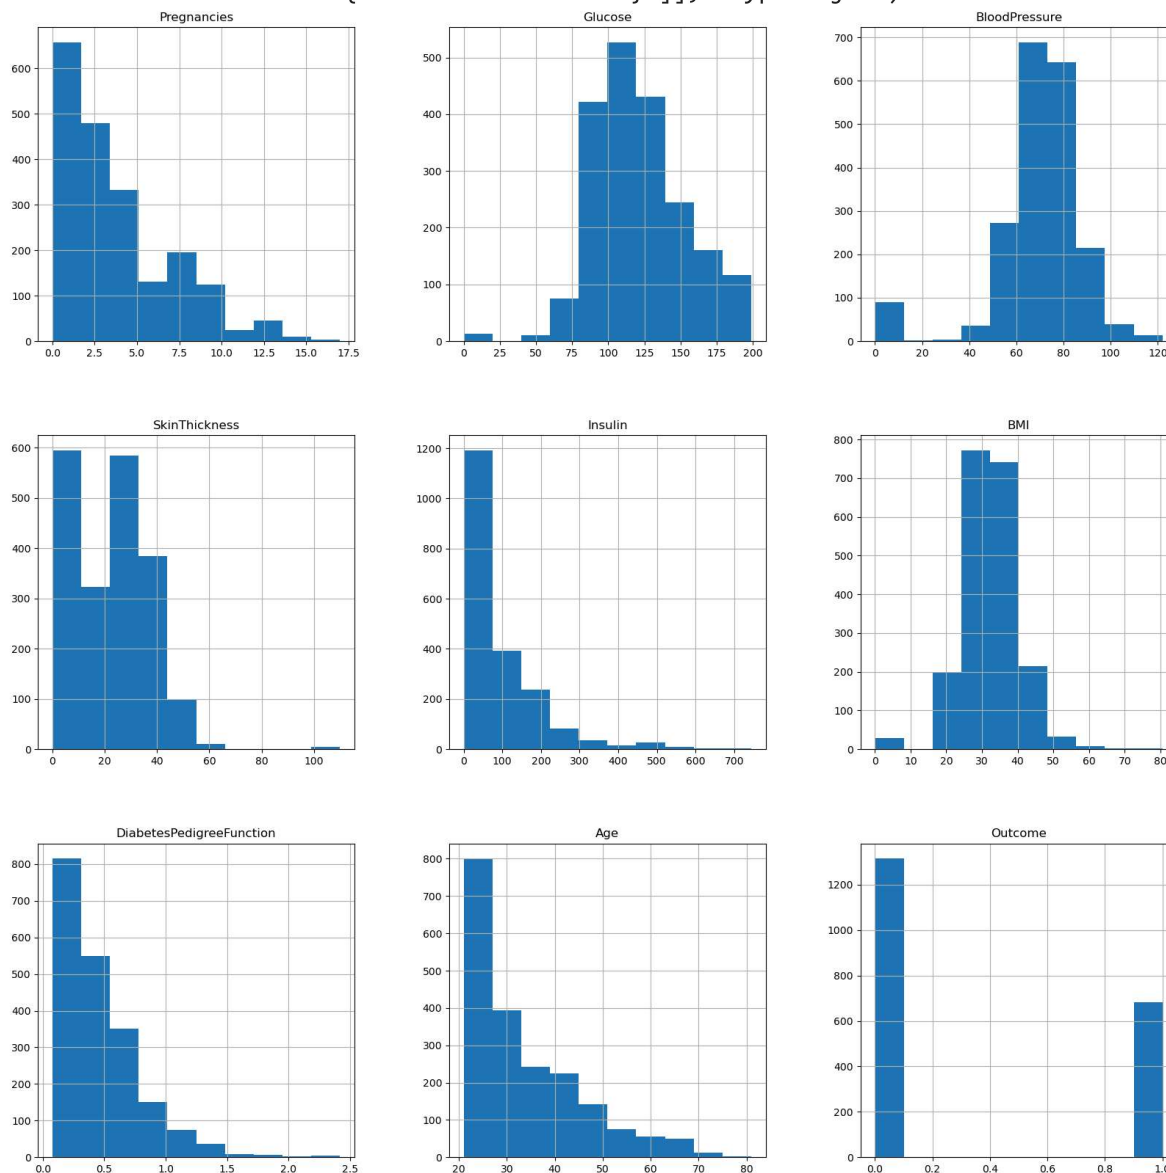 Pregnancies Glucose BloodPressure
600 500 700
500 400 600
400 300 500
300 200 400
200 100 300
100 0 200
0 100
0
0.0 2.5 5.0 7.5 10.0 12.5 15.0 17.5 0 25 50 75 100 125 150 175 200 0 20 40 60 80 100 120
SkinThickness Insulin BMI
600 1200 800
500 1000 700
400 800 600
300 600 500
200 400 400
100 200 300
0 0 200
100
0
0 20 40 60 80 100 0 100 200 300 400 500 600 700 0 10 20 30 40 50 60 70 80
DiabetesPedigreeFunction Age Outcome
800 800 1200
700 700 1000
600 600 800
500 500 600
400 400 400
300 300 200
200 200 0
100 100
0 0
0.0 0.5 1.0 1.5 2.0 2.5 20 30 40 50 60 70 80 0.0 0.2 0.4 0.6 0.8 1.0